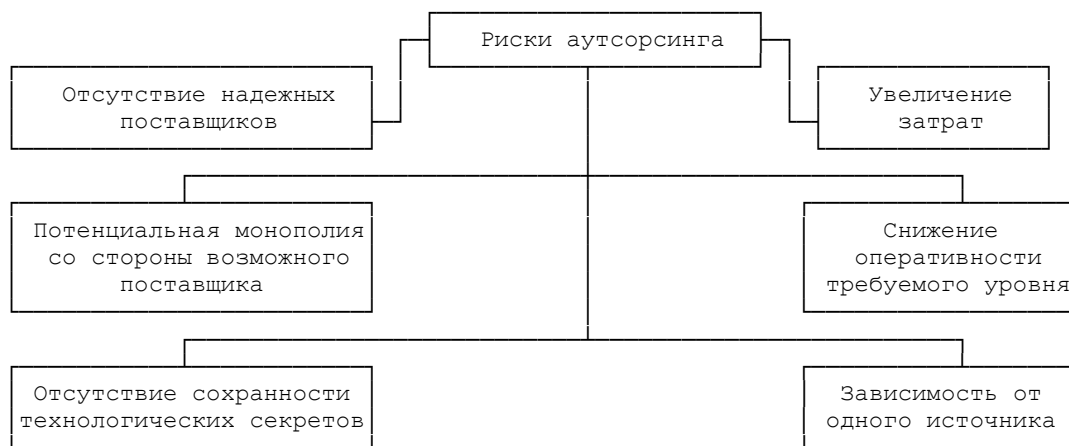 Риски аутсорсинга
Отсутствие надежных
поставщиков
Увеличение
затрат
Потенциальная монополия
со стороны возможного
поставщика
Снижение
оперативности
требуемого уровня
Отсутствие сохранности
технологических секретов
Зависимость от
одного источника